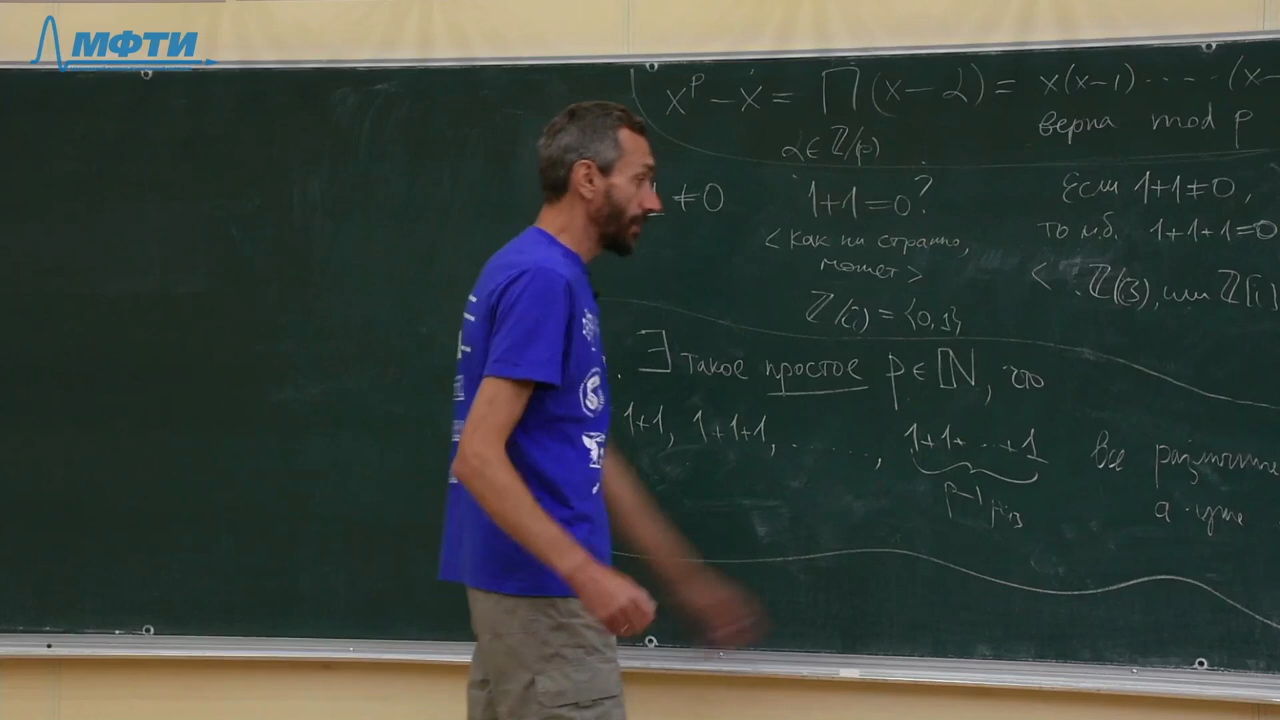 МФТИ
x^p − x = ∏ (x − α) = x(x−1) ····· (x−
α ∈ ℤ/(p)
верна mod p
≠ 0
1+1=0?
Если 1+1≠0,
< как ни странно,
то м.б. 1+1+1=0
может >
< ℤ/(3), или ℤ[i]
ℤ/(2) = {0,1}
∃ такое простое p ∈ ℕ, что
1+1, 1+1+1, ......, 1+1+...+1 все различные
p−1
а уже